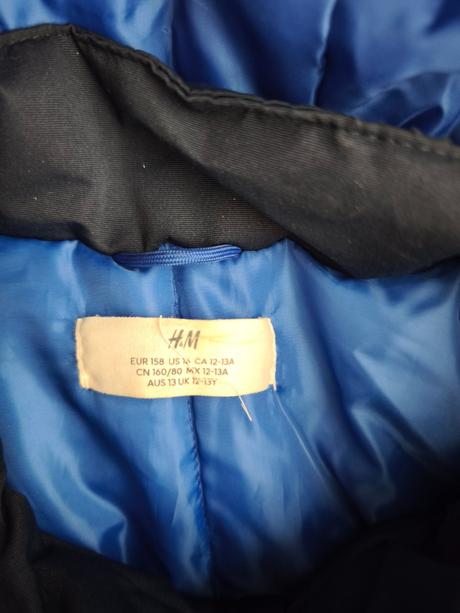 H&M
EUR 158 US 14 CA 12-13A
CN 160/80 MX 12-13A
AUS 13 UK 12-13Y